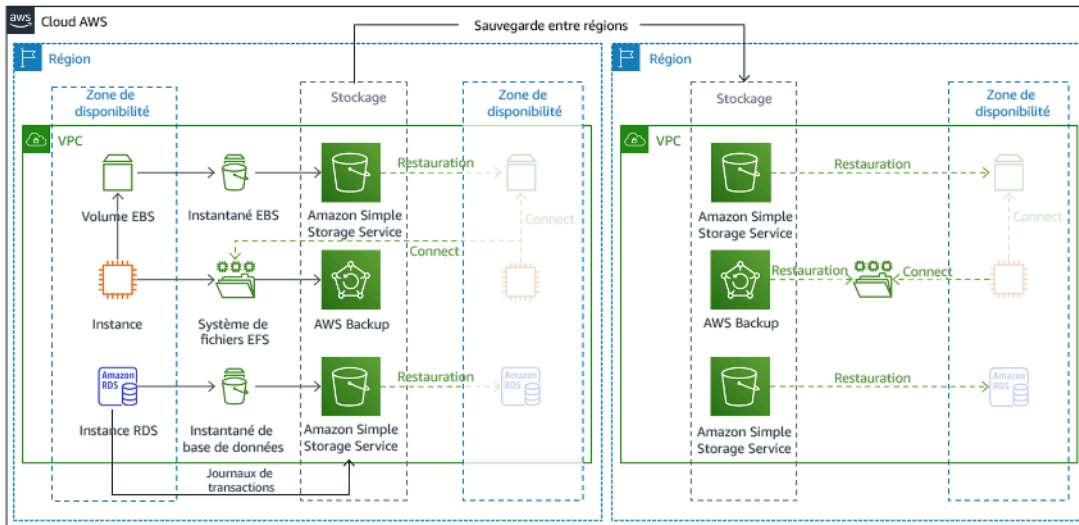 aws
Cloud AWS
Sauvegarde entre régions
Région
Zone de
disponibilité
Stockage
Zone de
disponibilité
VPC
Restauration
Volume EBS
Instantané EBS
Amazon Simple
Storage Service
Connect
Connect
Instance
Système de
fichiers EFS
AWS Backup
Amazon
RDS
Restauration
Amazon
RDS
Instance RDS
Instantané de
base de données
Amazon Simple
Storage Service
Journaux de
transactions
Région
Stockage
Zone de
disponibilité
VPC
Restauration
Amazon Simple
Storage Service
Connect
Restauration
Connect
AWS Backup
Restauration
Amazon
RDS
Amazon Simple
Storage Service